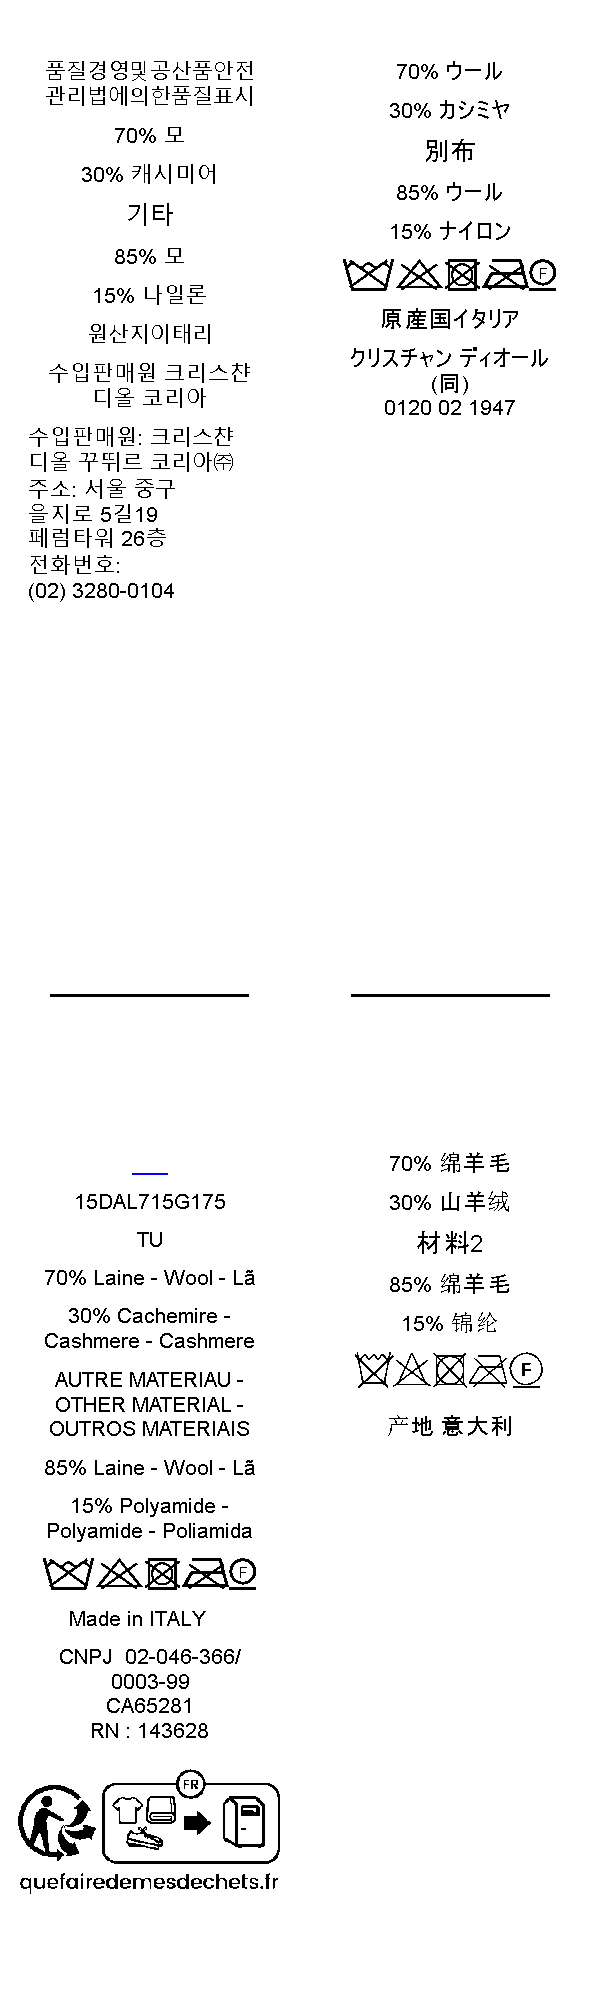 품질경영및공산품안전
관리법에의한품질표시
70% 모
30% 캐시미어
기타
85% 모
15% 나일론
원산지이태리
수입판매원 크리스챤
디올 코리아
수입판매원: 크리스챤
디올 꾸뛰르 코리아㈜
주소: 서울 중구
을지로 5길19
페럼타워 26층
전화번호:
(02) 3280-0104
70% ウール
30% カシミヤ
別布
85% ウール
15% ナイロン
F
原産国イタリア
クリスチャン ディオール
(同)
0120 02 1947
15DAL715G175
TU
70% Laine - Wool - Lã
30% Cachemire -
Cashmere - Cashmere
AUTRE MATERIAU -
OTHER MATERIAL -
OUTROS MATERIAIS
85% Laine - Wool - Lã
15% Polyamide -
Polyamide - Poliamida
F
Made in ITALY
CNPJ 02-046-366/
0003-99
CA65281
RN : 143628
FR
quefairedemesdechets.fr
70% 绵羊毛
30% 山羊绒
材料2
85% 绵羊毛
15% 锦纶
F
产地 意大利